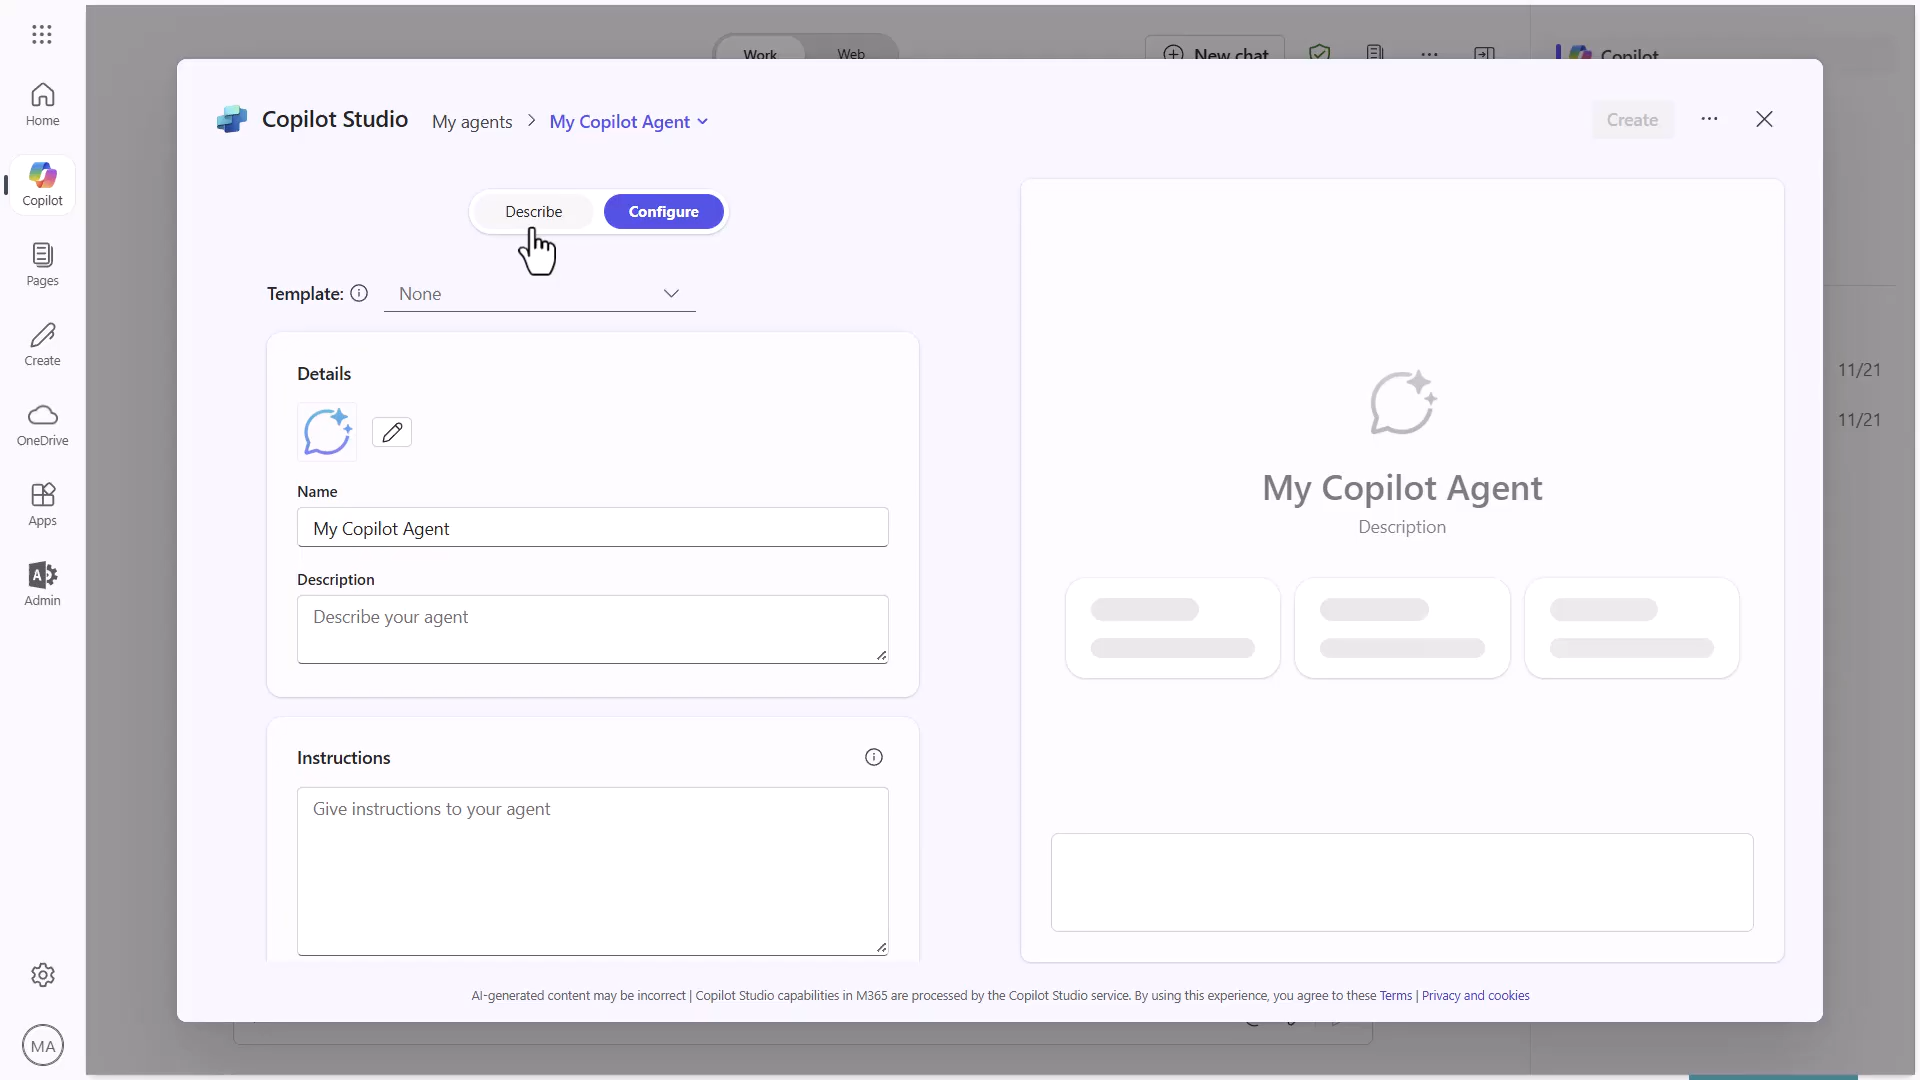 Home
Copilot
Pages
Create
OneDrive
Apps
Admin
MA
Work
Web
New chat
Copilot
Copilot Studio
My agents > My Copilot Agent
Create
Describe
Configure
Template:
None
Details
Name
My Copilot Agent
Description
Describe your agent
Instructions
Give instructions to your agent
My Copilot Agent
Description
11/21
11/21
AI-generated content may be incorrect | Copilot Studio capabilities in M365 are processed by the Copilot Studio service. By using this experience, you agree to these Terms | Privacy and cookies